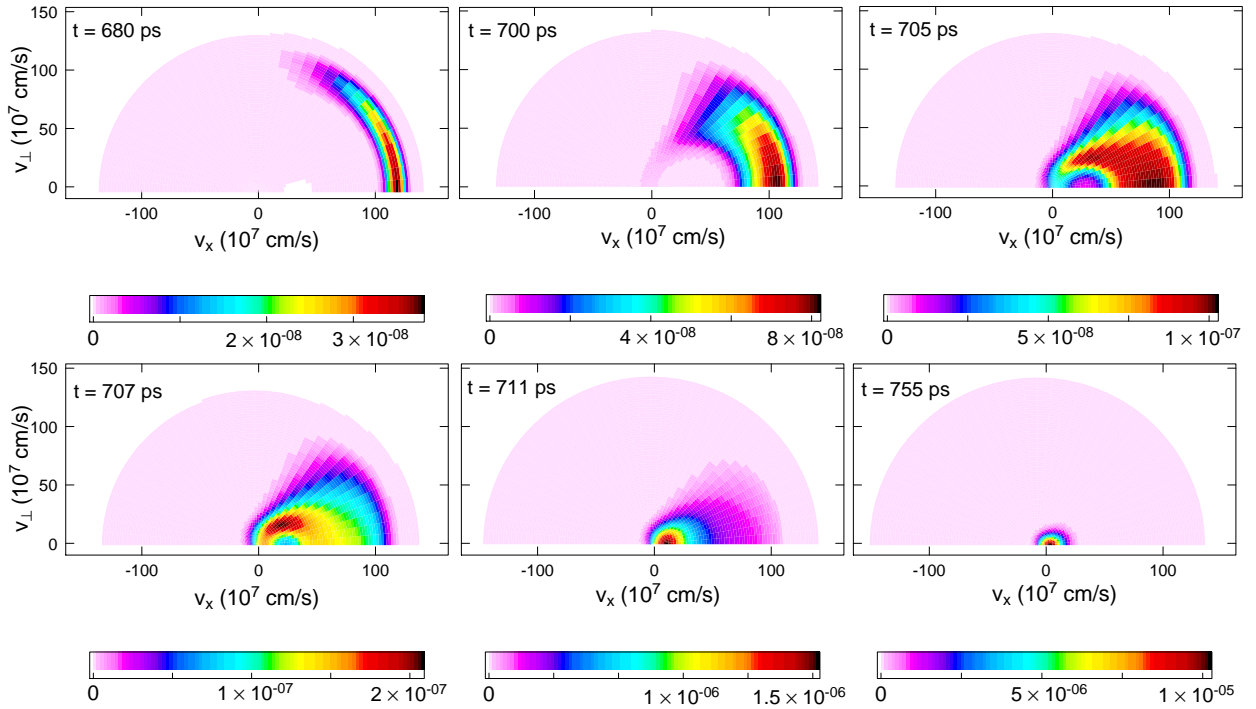 t = 680 ps
t = 700 ps
t = 705 ps
150
100
50
0
v⊥ (10⁷ cm/s)
-100 0 100
-100 0 100
-100 0 100
vₓ (10⁷ cm/s)
vₓ (10⁷ cm/s)
vₓ (10⁷ cm/s)
0 2 × 10⁻⁰⁸ 3 × 10⁻⁰⁸
0 4 × 10⁻⁰⁸ 8 × 10⁻⁰⁸
0 5 × 10⁻⁰⁸ 1 × 10⁻⁰⁷
t = 707 ps
t = 711 ps
t = 755 ps
150
100
50
0
v⊥ (10⁷ cm/s)
-100 0 100
-100 0 100
-100 0 100
vₓ (10⁷ cm/s)
vₓ (10⁷ cm/s)
vₓ (10⁷ cm/s)
0 1 × 10⁻⁰⁷ 2 × 10⁻⁰⁷
0 1 × 10⁻⁰⁶ 1.5 × 10⁻⁰⁶
0 5 × 10⁻⁰⁶ 1 × 10⁻⁰⁵